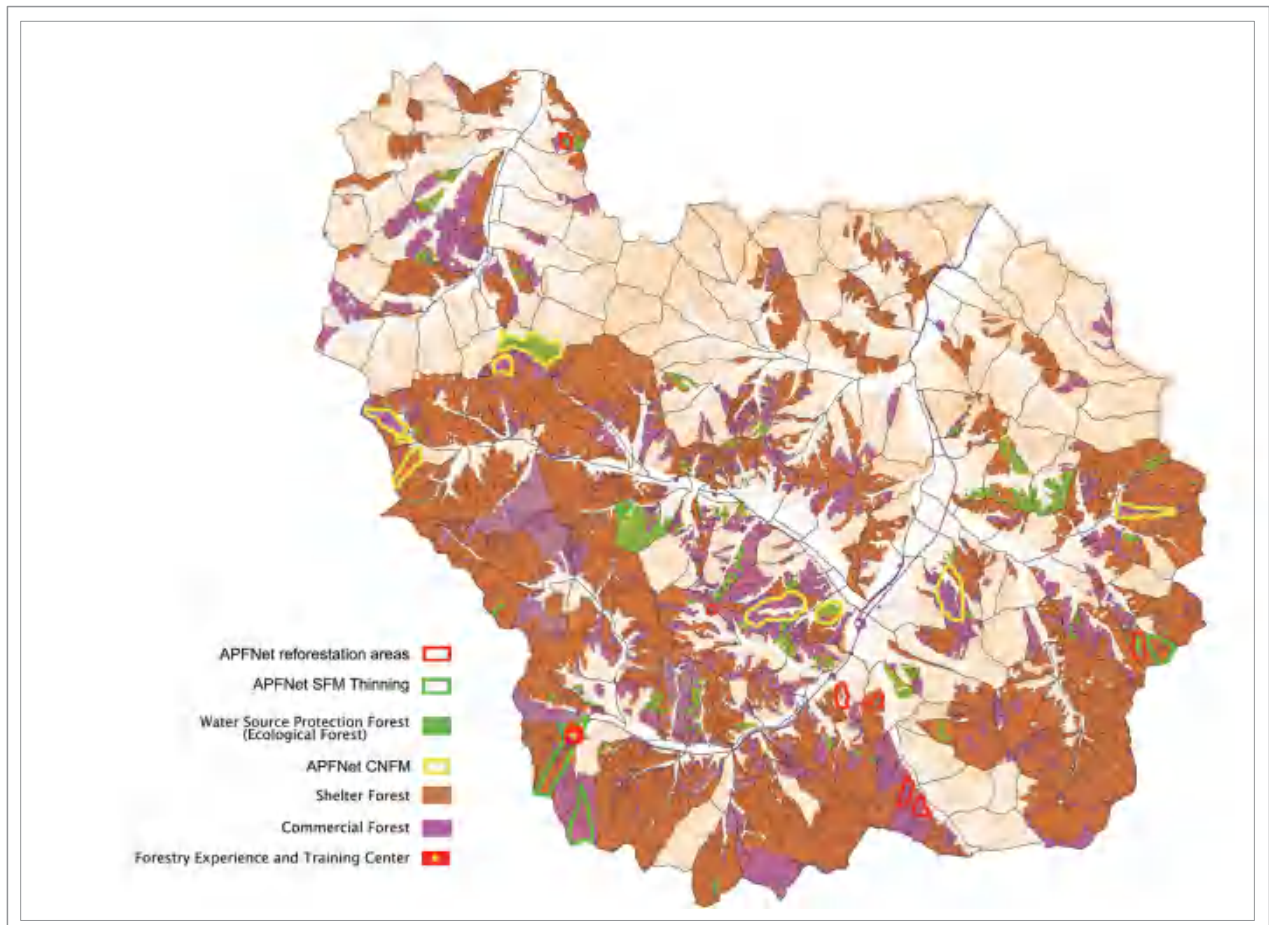 APFNet reforestation areas
APFNet SFM Thinning
Water Source Protection Forest
(Ecological Forest)
APFNet CNFM
Shelter Forest
Commercial Forest
Forestry Experience and Training Center